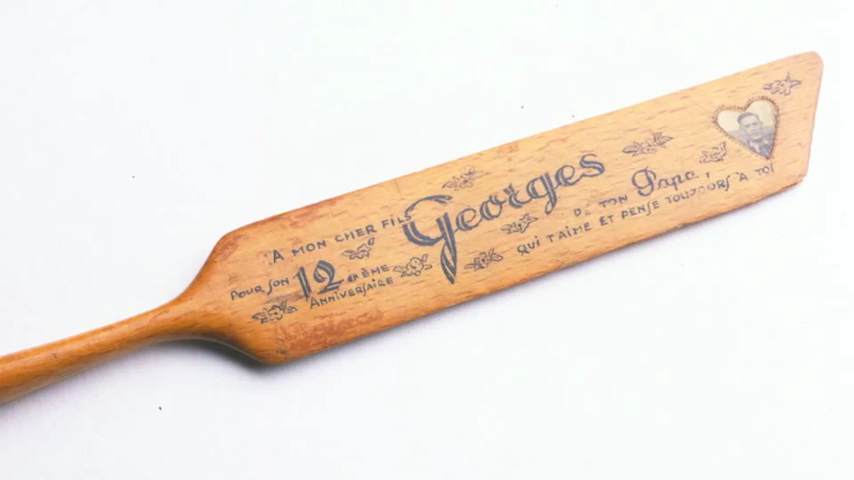 A MON CHER FILS
Georges
POUR SON 12 ème
ANNIVERSAIRE
DE TON Papa,
QUI T'AIME ET PENSE TOUJOURS A TOI